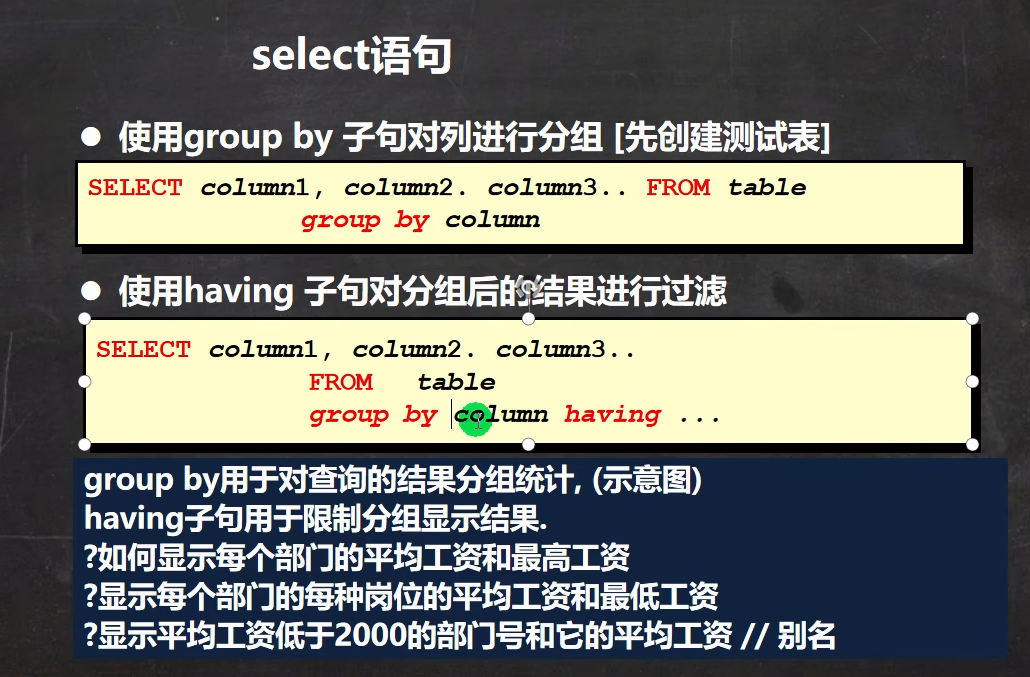 select语句
● 使用group by 子句对列进行分组 [先创建测试表]
SELECT column1, column2. column3.. FROM table
group by column
● 使用having 子句对分组后的结果进行过滤
SELECT column1, column2. column3..
FROM table
group by column having ...
group by用于对查询的结果分组统计, (示意图)
having子句用于限制分组显示结果.
?如何显示每个部门的平均工资和最高工资
?显示每个部门的每种岗位的平均工资和最低工资
?显示平均工资低于2000的部门号和它的平均工资 // 别名